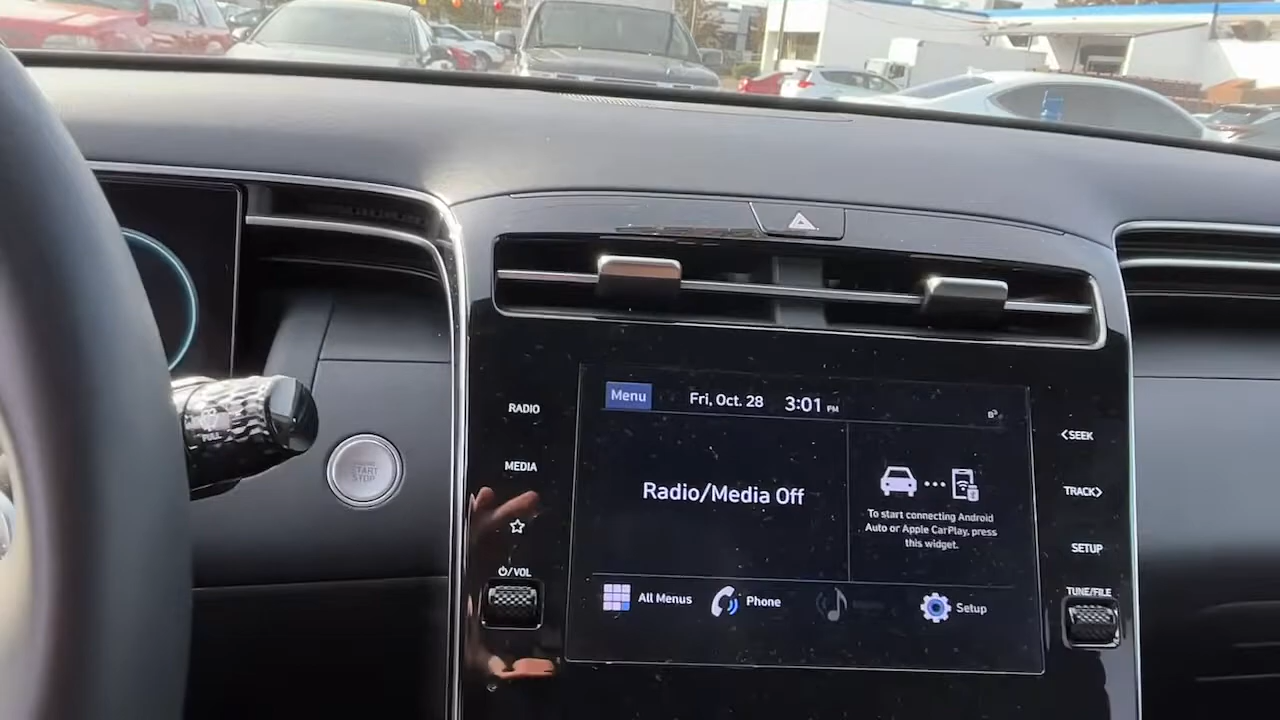 Menu Fri, Oct. 28 3:01 PM
RADIO
MEDIA
⏻/VOL
Radio/Media Off
To start connecting Android
Auto or Apple CarPlay, press
this widget.
All Menus Phone Setup
<SEEK
TRACK>
SETUP
TUNE/FILE
START
STOP
PULL